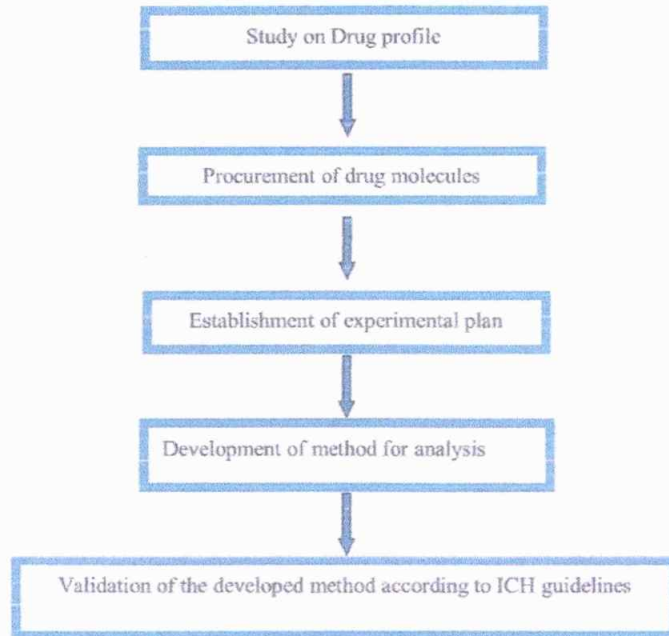 Study on Drug profile
Procurement of drug molecules
Establishment of experimental plan
Development of method for analysis
Validation of the developed method according to ICH guidelines